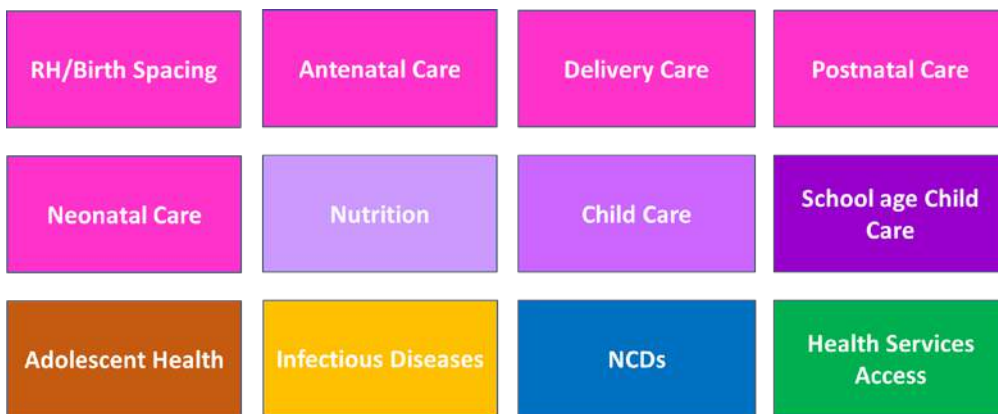 RH/Birth Spacing
Antenatal Care
Delivery Care
Postnatal Care
Neonatal Care
Nutrition
Child Care
School age Child
Care
Adolescent Health
Infectious Diseases
NCDs
Health Services
Access